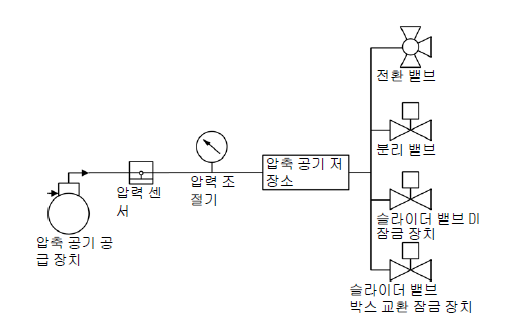 전환 밸브
분리 밸브
압축 공기 저
장소
압력 센
서
압력 조
절기
슬라이더 밸브 DI
잠금 장치
압축 공기 공
급 장치
슬라이더 밸브
박스 교환 잠금 장치